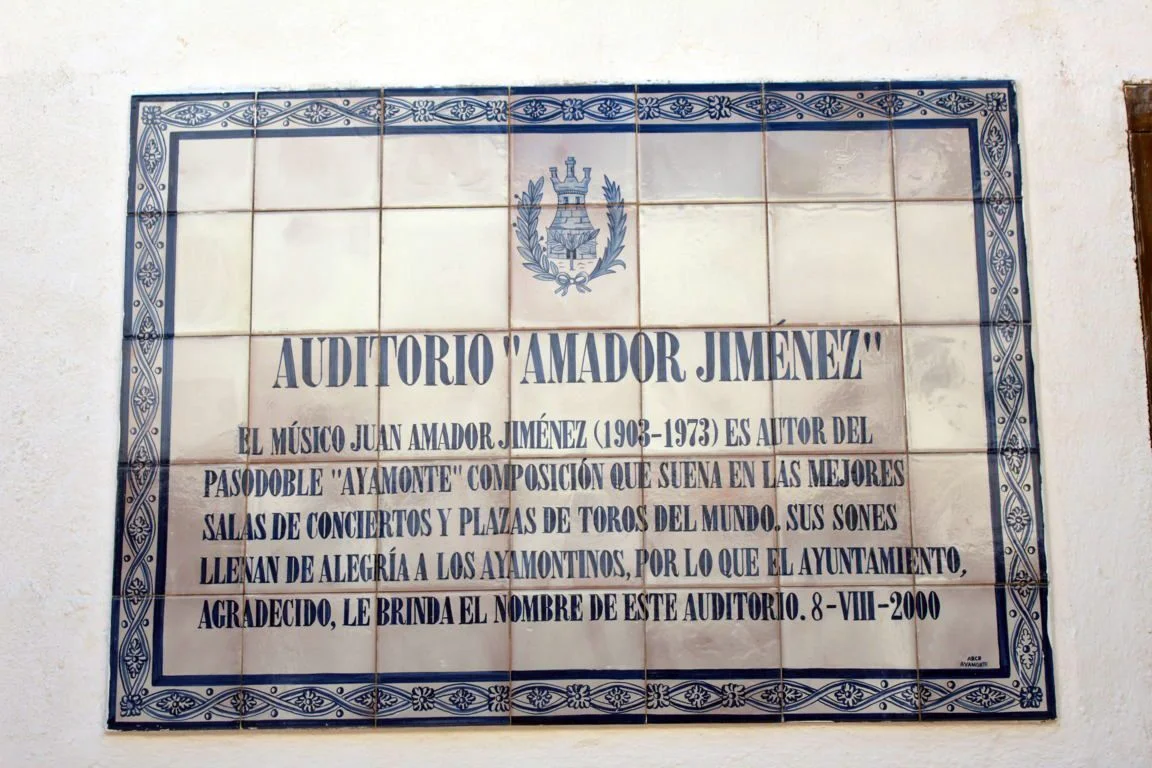 AUDITORIO "AMADOR JIMÉNEZ"
EL MÚSICO JUAN AMADOR JIMÉNEZ (1903-1973) ES AUTOR DEL
PASODOBLE "AYAMONTE" COMPOSICIÓN QUE SUENA EN LAS MEJORES
SALAS DE CONCIERTOS Y PLAZAS DE TOROS DEL MUNDO. SUS SONES
LLENAN DE ALEGRÍA A LOS AYAMONTINOS, POR LO QUE EL AYUNTAMIENTO,
AGRADECIDO, LE BRINDA EL NOMBRE DE ESTE AUDITORIO. 8-VIII-2000
AYAMONTE